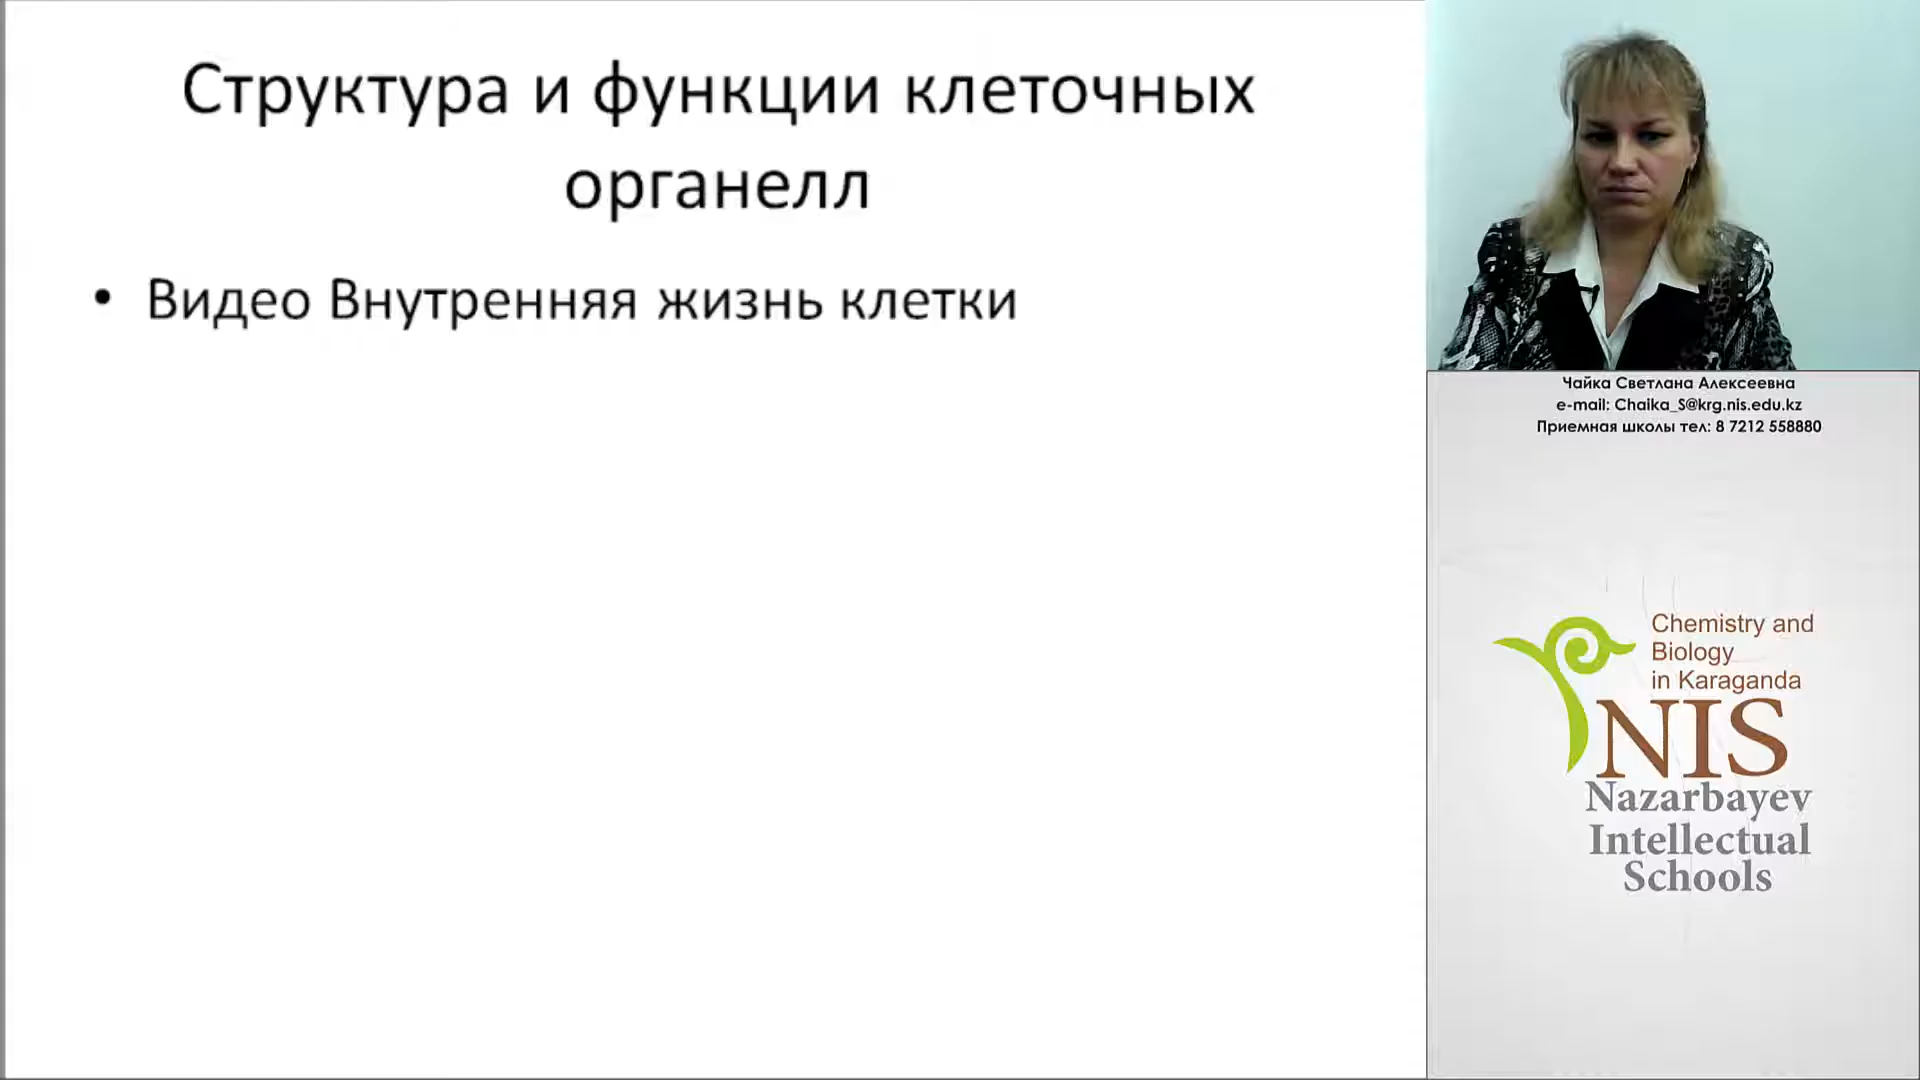 Структура и функции клеточных
органелл
• Видео Внутренняя жизнь клетки
Чайка Светлана Алексеевна
e-mail: Chaika_S@krg.nis.edu.kz
Приемная школы тел: 8 7212 558880
Chemistry and
Biology
in Karaganda
NIS
Nazarbayev
Intellectual
Schools